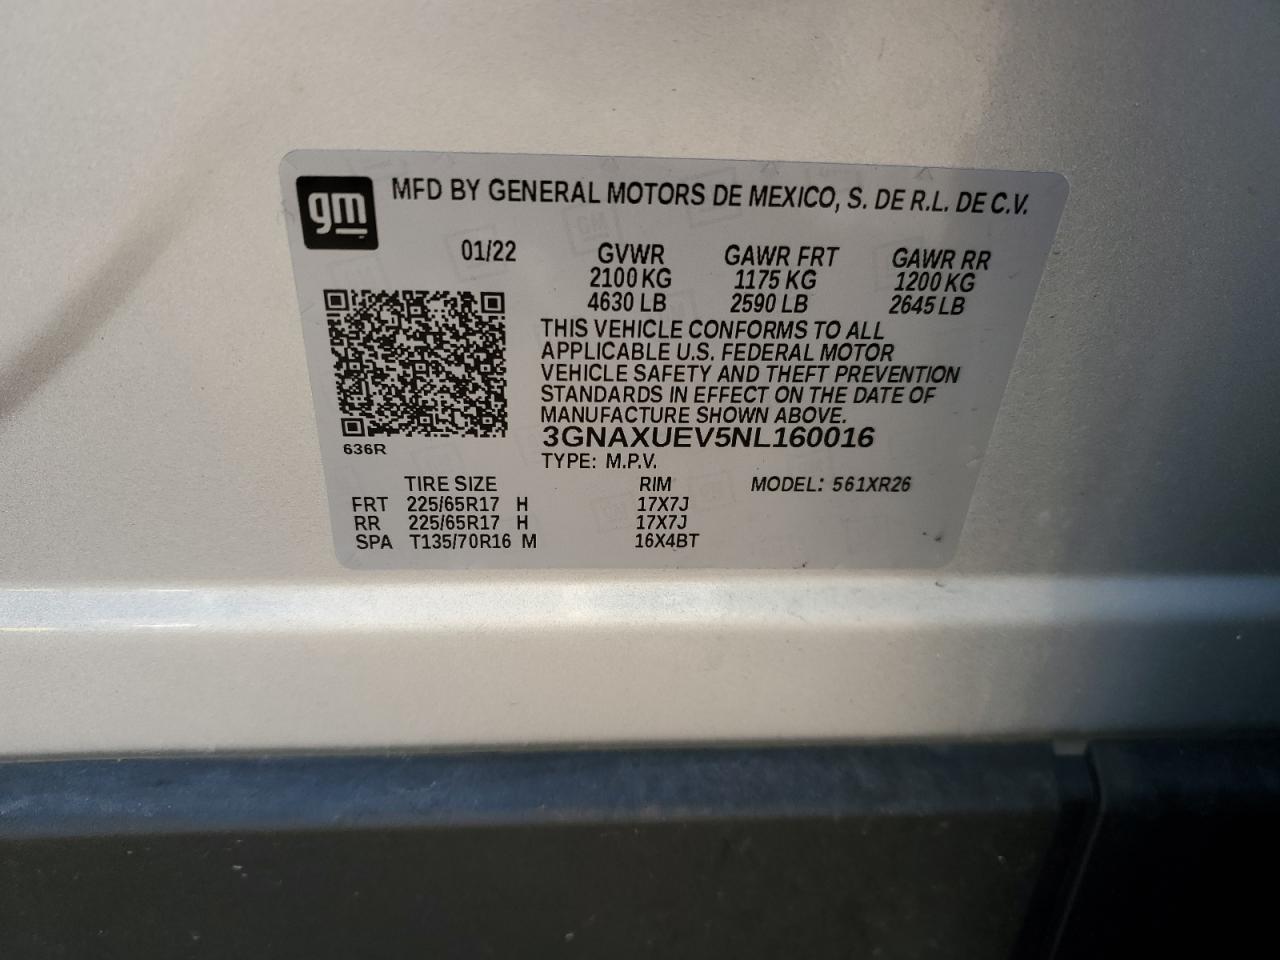 gm
MFD BY GENERAL MOTORS DE MEXICO, S. DE R.L. DE C.V.
01/22 GVWR GAWR FRT GAWR RR
2100 KG 1175 KG 1200 KG
4630 LB 2590 LB 2645 LB
THIS VEHICLE CONFORMS TO ALL
APPLICABLE U.S. FEDERAL MOTOR
VEHICLE SAFETY AND THEFT PREVENTION
STANDARDS IN EFFECT ON THE DATE OF
MANUFACTURE SHOWN ABOVE.
3GNAXUEV5NL160016
636R
TYPE: M.P.V.
TIRE SIZE RIM MODEL: 561XR26
FRT 225/65R17 H 17X7J
RR 225/65R17 H 17X7J
SPA T135/70R16 M 16X4BT